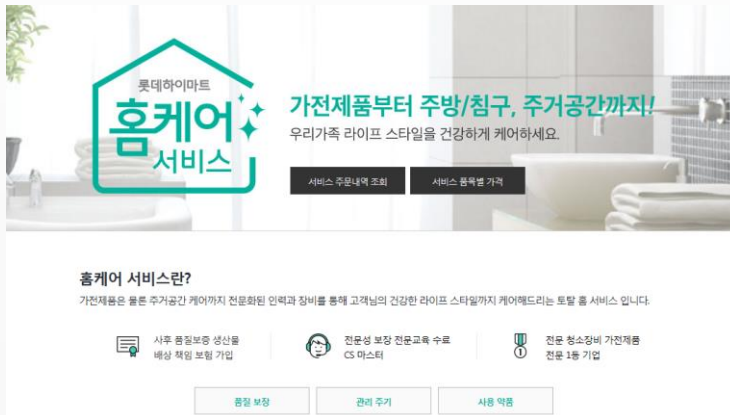 롯데하이마트
홈케어
서비스
가전제품부터 주방/침구, 주거공간까지!
우리가족 라이프 스타일을 건강하게 케어하세요.
서비스 주문내역 조회
서비스 품목별 가격
홈케어 서비스란?
가전제품은 물론 주거공간 케어까지 전문화된 인력과 장비를 통해 고객님의 건강한 라이프 스타일까지 케어해드리는 토탈 홈 서비스 입니다.
사후 품질보증 생산물
배상 책임 보험 가입
전문성 보장 전문교육 수료
CS 마스터
1
전문 청소장비 가전제품
전문 1등 기업
품질 보장
관리 주기
사용 약품